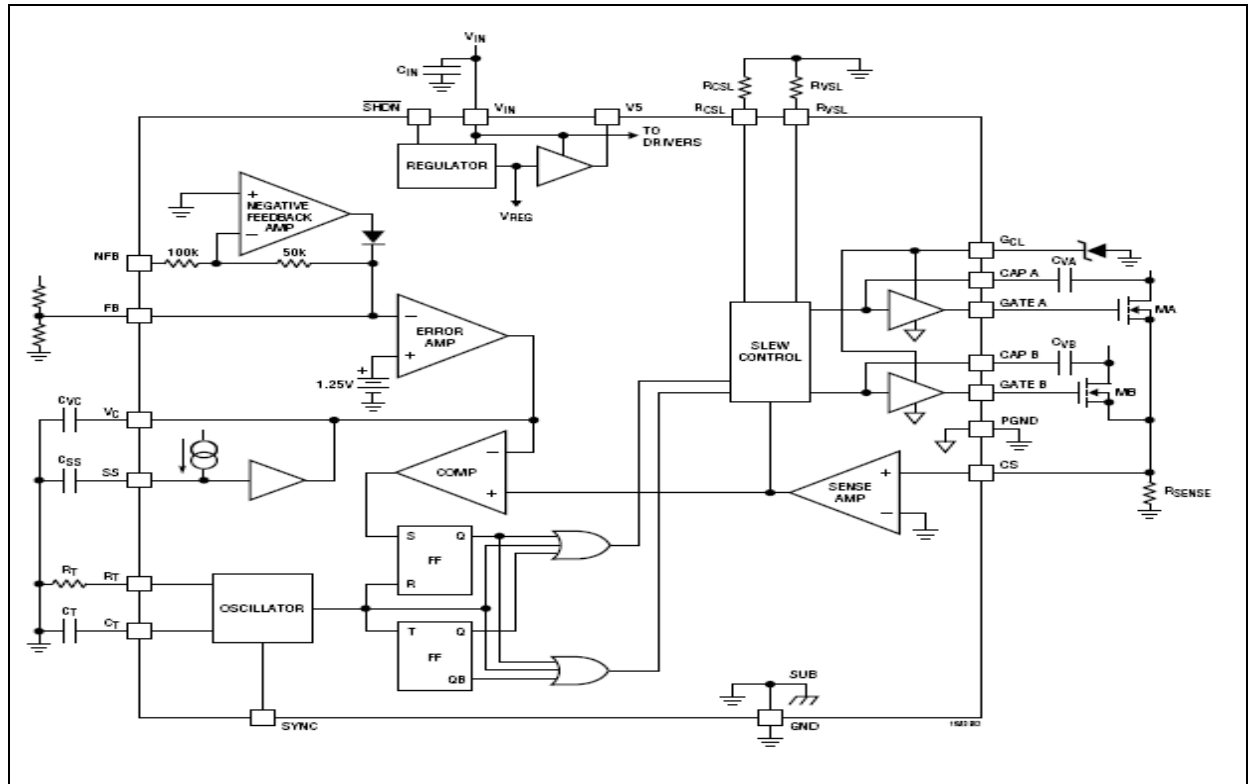 VIN
CIN
SHDN
VIN
V5
RCSL
RVSL
RCSL
RVSL
TO
DRIVERS
REGULATOR
VREG
+
NEGATIVE
FEEDBACK
AMP
−
NFB
100k
50k
GCL
CAP A
CVA
GATE A
MA
FB
−
ERROR
AMP
+
+
1.25V
SLEW
CONTROL
CAP B
CVB
GATE B
MB
CVC
VC
PGND
CSS
SS
COMP
−
+
+
SENSE
AMP
−
CS
RSENSE
S
Q
FF
R
RT
RT
OSCILLATOR
CT
CT
T
Q
FF
QB
SUB
SYNC
GND